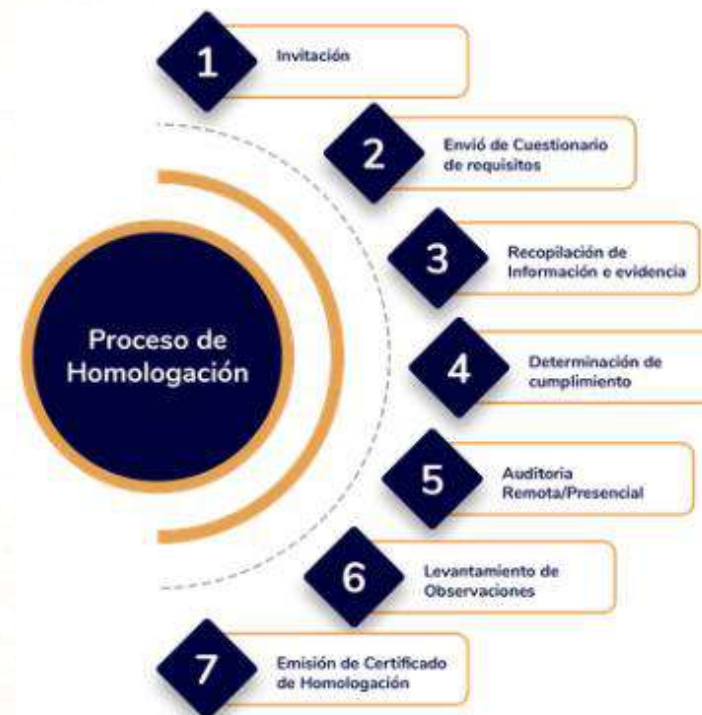 1
Invitación
2
Envió de Cuestionario
de requisitos
3
Recopilación de
Información e evidencia
Proceso de
Homologación
4
Determinación de
cumplimiento
5
Auditoria
Remota/Presencial
6
Levantamiento de
Observaciones
7
Emisión de Certificado
de Homologación